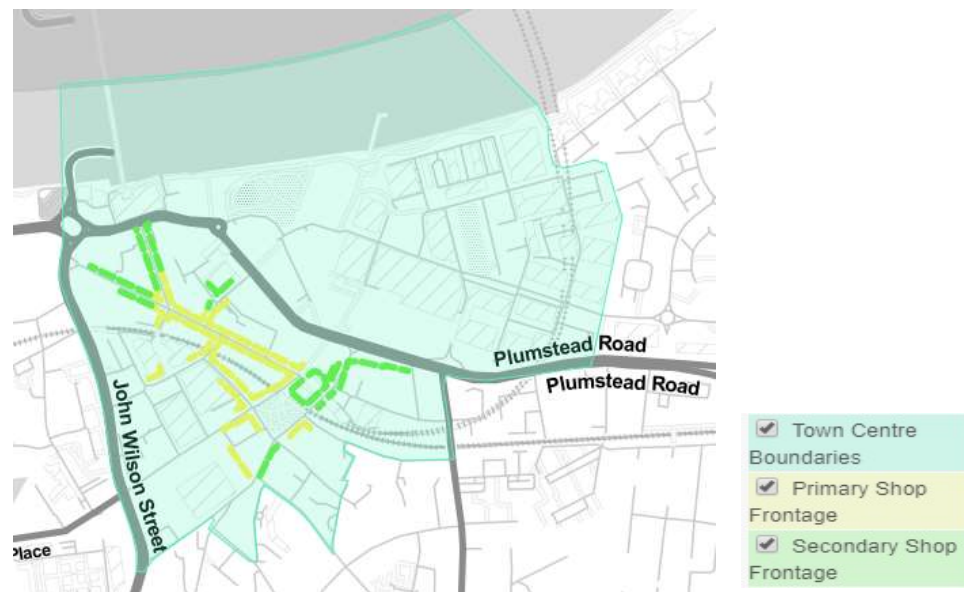 Plumstead Road
Plumstead Road
John Wilson Street
Place
Town Centre
Boundaries
Primary Shop
Frontage
Secondary Shop
Frontage